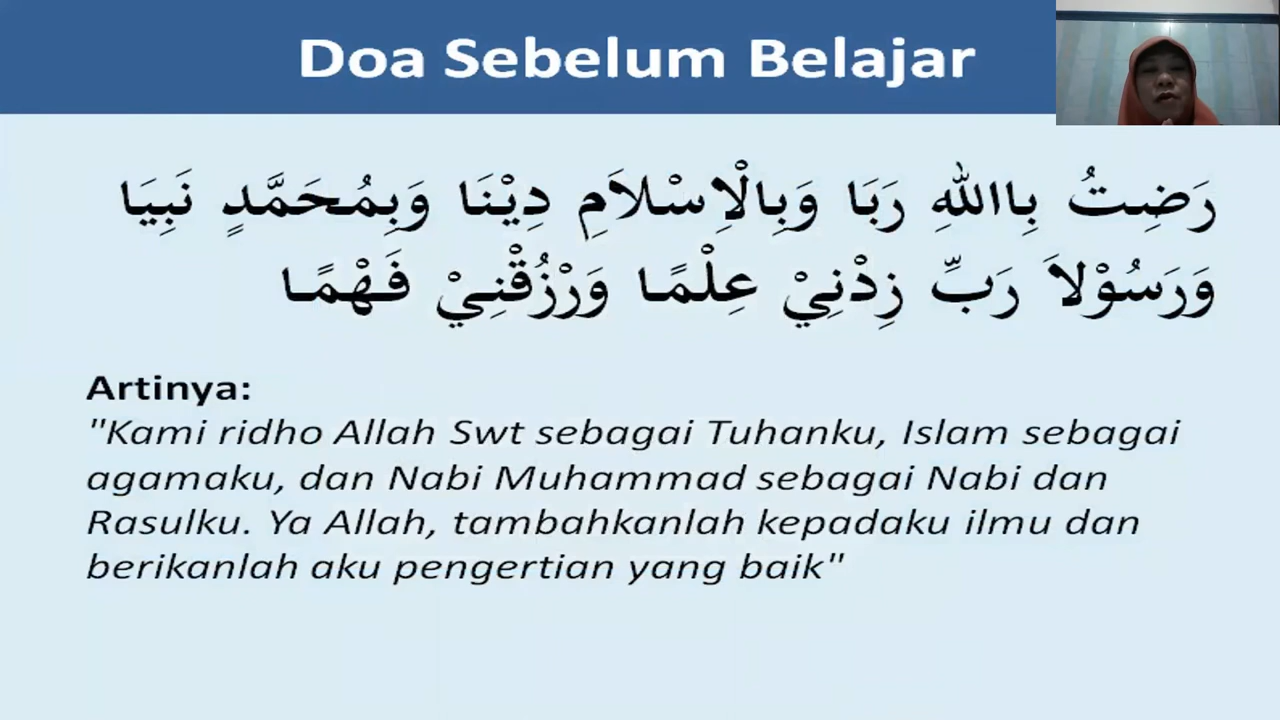 Doa Sebelum Belajar
رَضِتُ بِاللهِ رَبَا وَبِالْاِسْلاَمِ دِيْنَا وَبِمُحَمَّدٍ نَبِيَا
وَرَسُوْلاَ رَبِّ زِدْنِيْ عِلْمًا وَرْزُقْنِيْ فَهْمًا
Artinya:
"Kami ridho Allah Swt sebagai Tuhanku, Islam sebagai
agamaku, dan Nabi Muhammad sebagai Nabi dan
Rasulku. Ya Allah, tambahkanlah kepadaku ilmu dan
berikanlah aku pengertian yang baik"